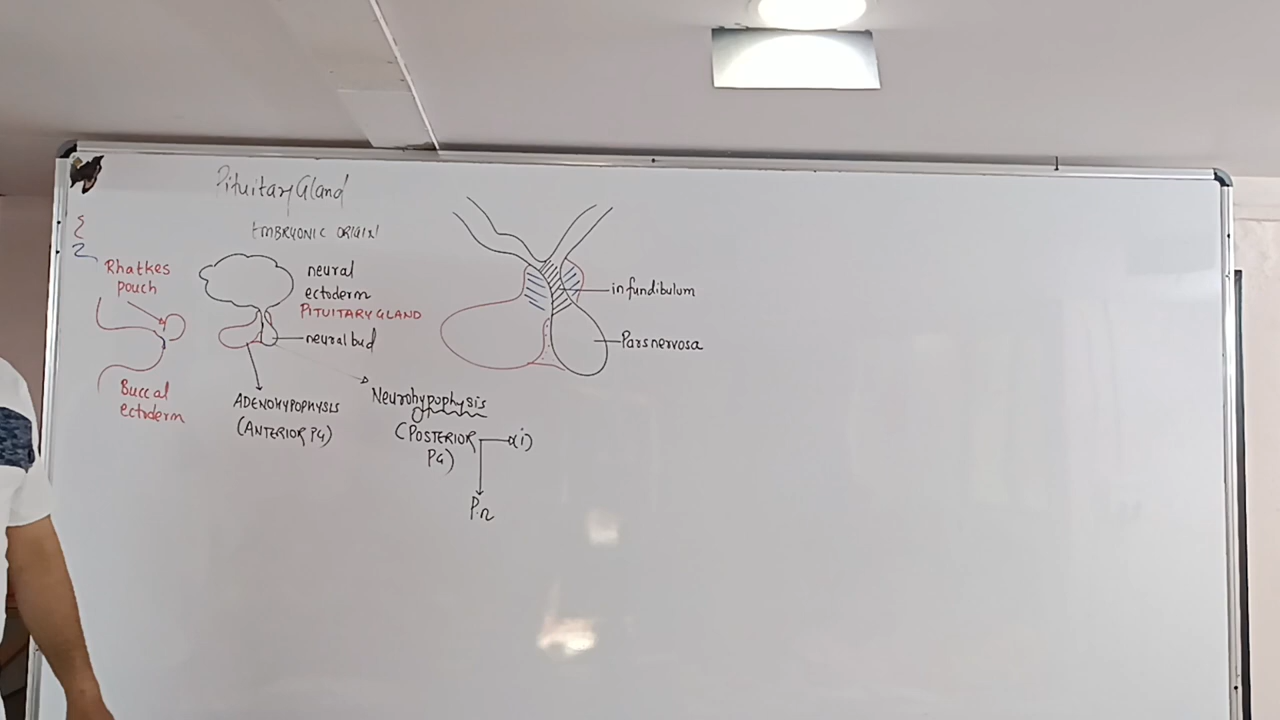 Pituitary Gland
EMBRYONIC ORIGIN
Rhatkes
pouch
neural
ectoderm
PITUITARY GLAND
neural bud
Buccal
ectoderm
ADENOHYPOPHYSIS
(ANTERIOR PG)
Neurohypophysis
(POSTERIOR
PG)
(i)
P.n
infundibulum
Pars nervosa